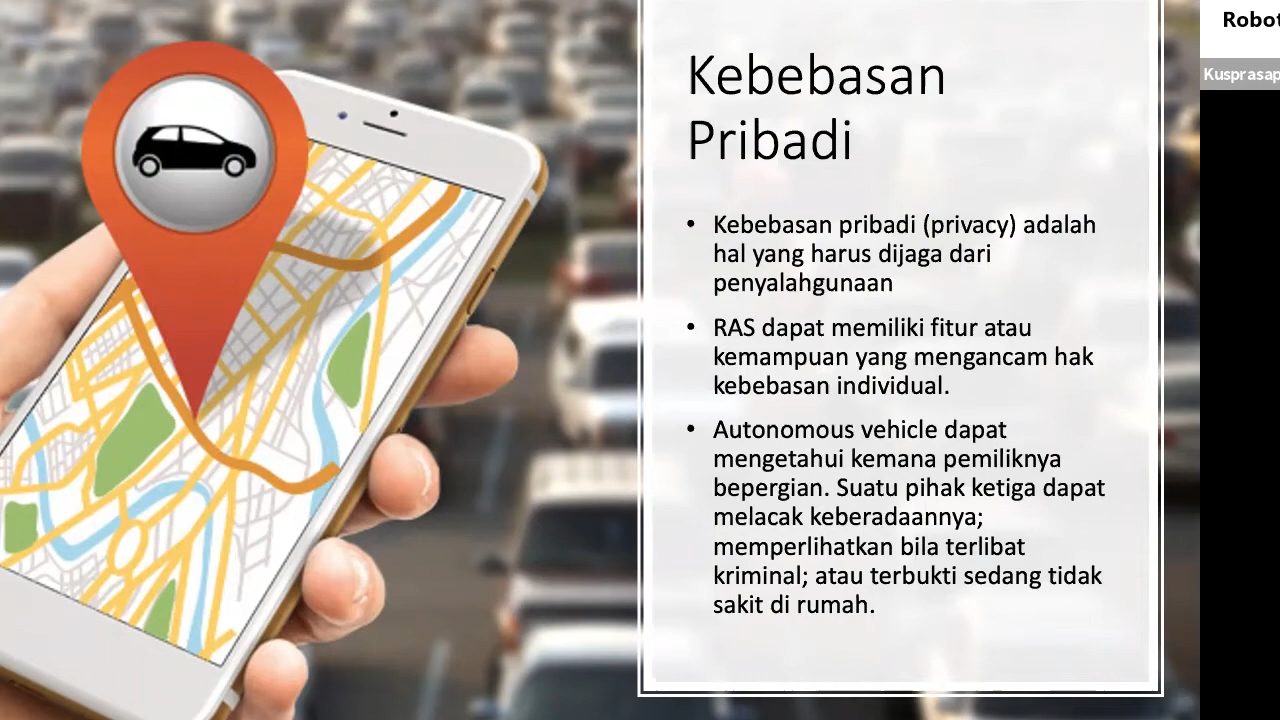 Kebebasan
Pribadi
• Kebebasan pribadi (privacy) adalah
hal yang harus dijaga dari
penyalahgunaan
• RAS dapat memiliki fitur atau
kemampuan yang mengancam hak
kebebasan individual.
• Autonomous vehicle dapat
mengetahui kemana pemiliknya
bepergian. Suatu pihak ketiga dapat
melacak keberadaannya;
memperlihatkan bila terlibat
kriminal; atau terbukti sedang tidak
sakit di rumah.
Robot
Kusprasap